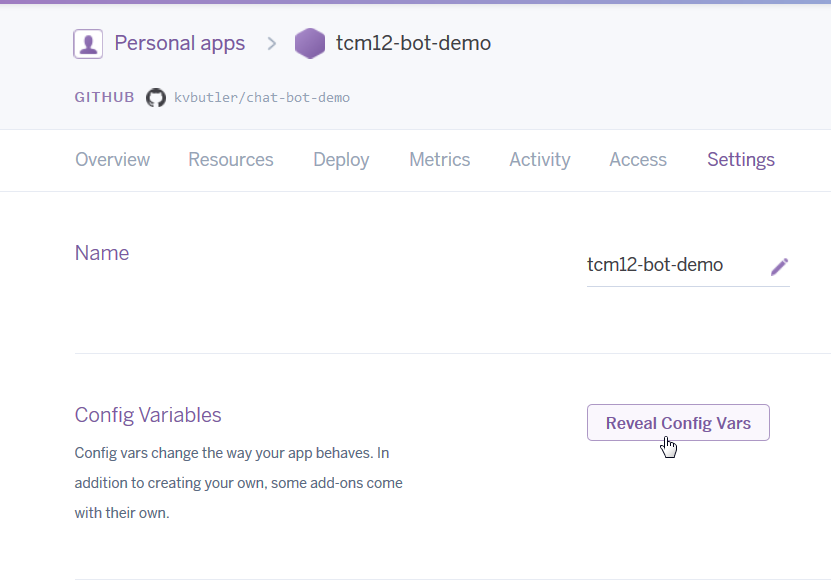 Personal apps > tcm12-bot-demo
GITHUB kvbutler/chat-bot-demo
Overview Resources Deploy Metrics Activity Access Settings
Name
tcm12-bot-demo
Config Variables
Reveal Config Vars
Config vars change the way your app behaves. In
addition to creating your own, some add-ons come
with their own.